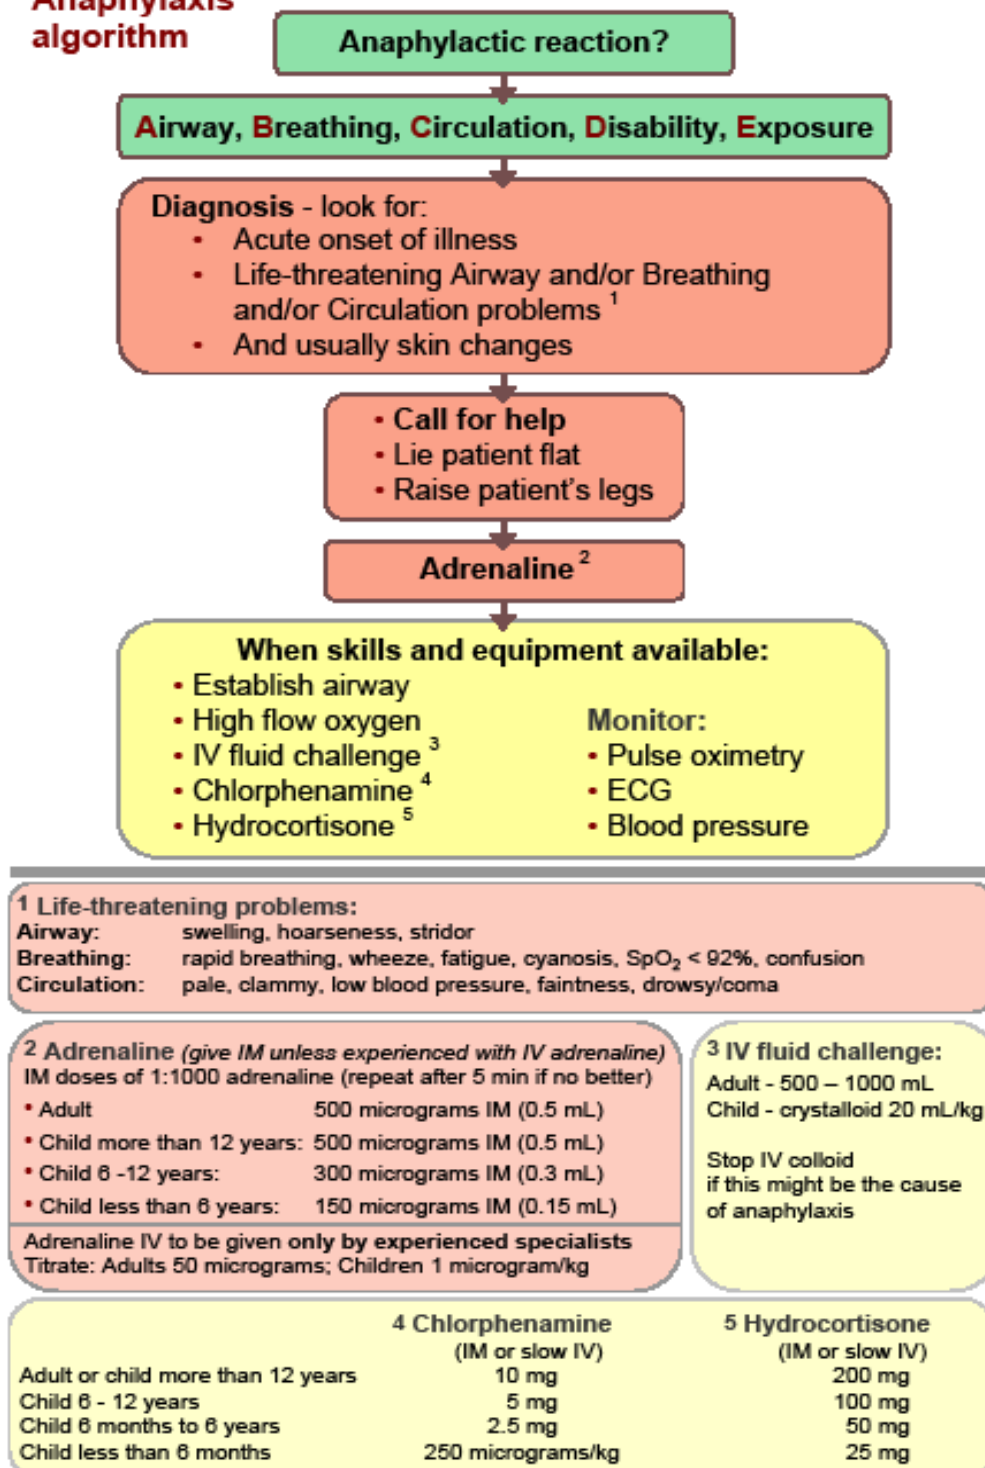 Anaphylaxis
algorithm
Anaphylactic reaction?
Airway, Breathing, Circulation, Disability, Exposure
Diagnosis - look for:
• Acute onset of illness
• Life-threatening Airway and/or Breathing
and/or Circulation problems 1
• And usually skin changes
• Call for help
• Lie patient flat
• Raise patient's legs
Adrenaline 2
When skills and equipment available:
• Establish airway
• High flow oxygen
• IV fluid challenge 3
• Chlorphenamine 4
• Hydrocortisone 5
Monitor:
• Pulse oximetry
• ECG
• Blood pressure
1 Life-threatening problems:
Airway: swelling, hoarseness, stridor
Breathing: rapid breathing, wheeze, fatigue, cyanosis, SpO2 < 92%, confusion
Circulation: pale, clammy, low blood pressure, faintness, drowsy/coma
2 Adrenaline (give IM unless experienced with IV adrenaline)
IM doses of 1:1000 adrenaline (repeat after 5 min if no better)
• Adult 500 micrograms IM (0.5 mL)
• Child more than 12 years: 500 micrograms IM (0.5 mL)
• Child 6 -12 years: 300 micrograms IM (0.3 mL)
• Child less than 6 years: 150 micrograms IM (0.15 mL)
Adrenaline IV to be given only by experienced specialists
Titrate: Adults 50 micrograms; Children 1 microgram/kg
3 IV fluid challenge:
Adult - 500 – 1000 mL
Child - crystalloid 20 mL/kg
Stop IV colloid
if this might be the cause
of anaphylaxis
4 Chlorphenamine 5 Hydrocortisone
(IM or slow IV) (IM or slow IV)
Adult or child more than 12 years 10 mg 200 mg
Child 6 - 12 years 5 mg 100 mg
Child 6 months to 6 years 2.5 mg 50 mg
Child less than 6 months 250 micrograms/kg 25 mg